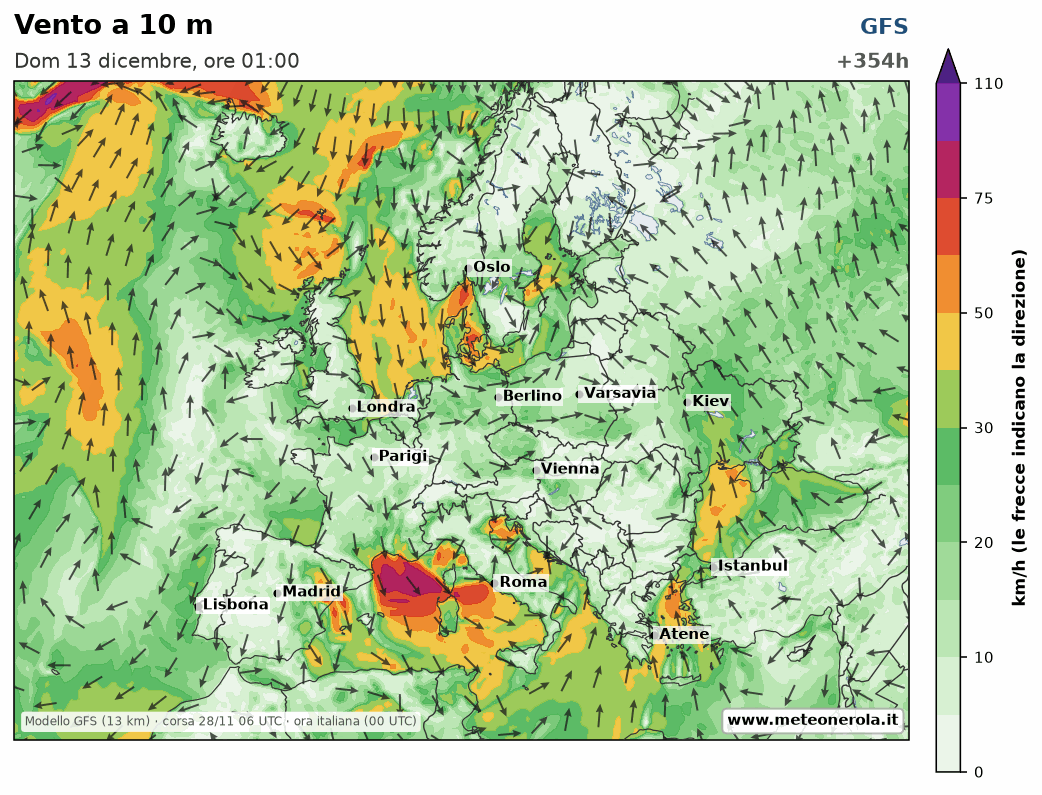 Vento a 10 m
GFS
Dom 13 dicembre, ore 01:00
+354h
110
75
50
30
20
10
0
km/h (le frecce indicano la direzione)
Oslo
Berlino
Varsavia
Kiev
Londra
Parigi
Vienna
Istanbul
Roma
Madrid
Lisbona
Atene
Modello GFS (13 km) · corsa 28/11 06 UTC · ora italiana (00 UTC)
www.meteonerola.it